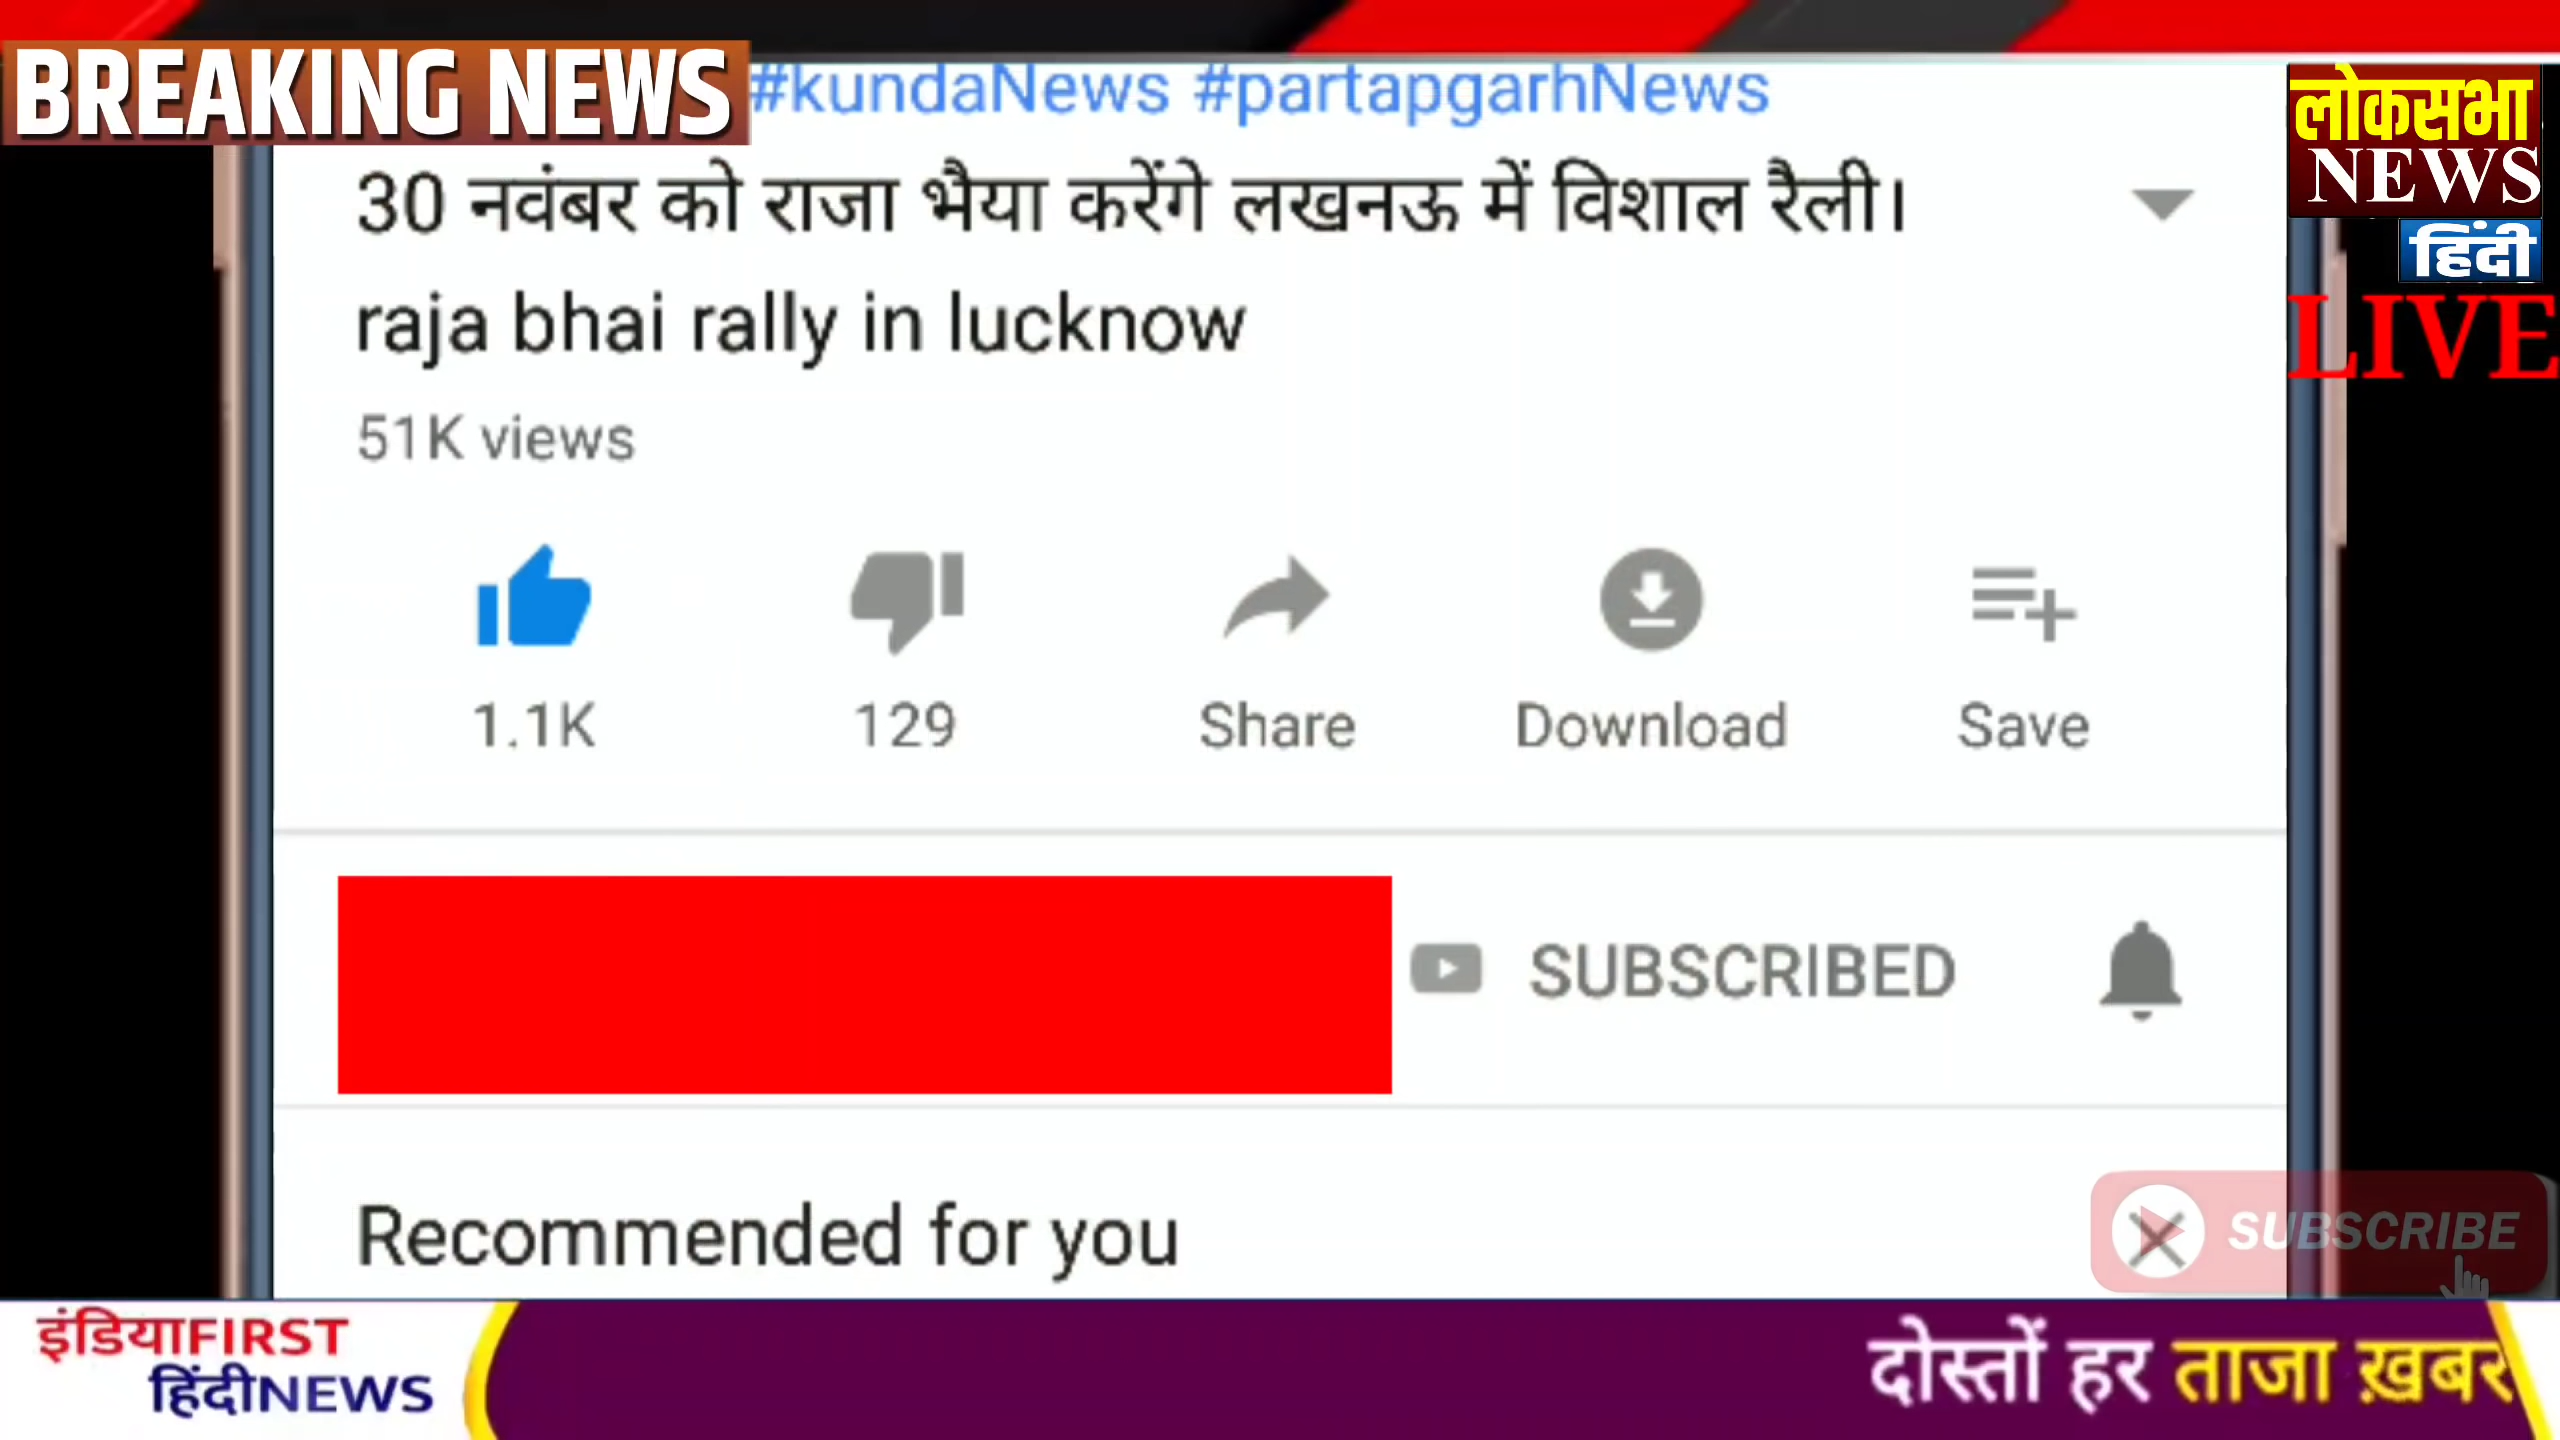 BREAKING NEWS
#kundaNews #partapgarhNews
लोकसभा
NEWS
हिंदी
LIVE
30 नवंबर को राजा भैया करेंगे लखनऊ में विशाल रैली।
raja bhai rally in lucknow
51K views
1.1K
129
Share
Download
Save
SUBSCRIBED
Recommended for you
SUBSCRIBE
इंडियाFIRST
हिंदीNEWS
दोस्तों हर ताजा ख़बर